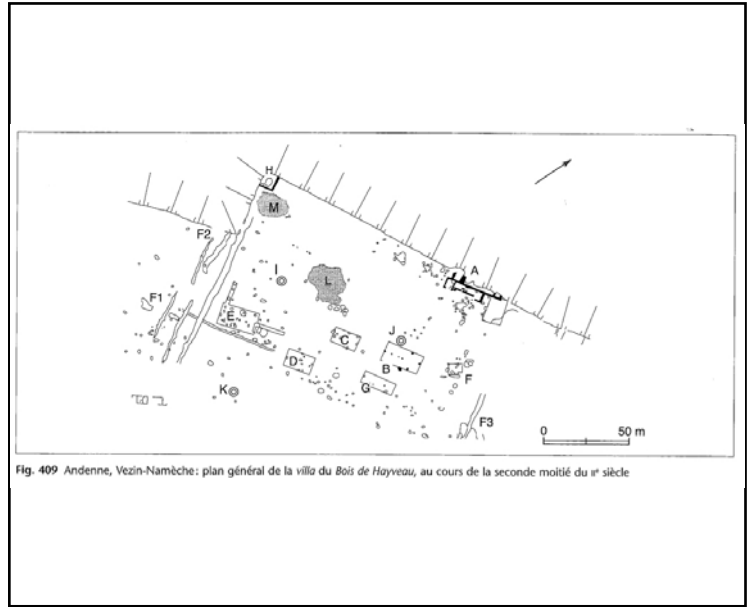 H
M
F2
A
I
L
F1
E
J
C
D
B
F
K
G
F3
0 50 m
Fig. 409 Andenne, Vezin-Namèche: plan général de la villa du Bois de Hayveau, au cours de la seconde moitié du IIe siècle